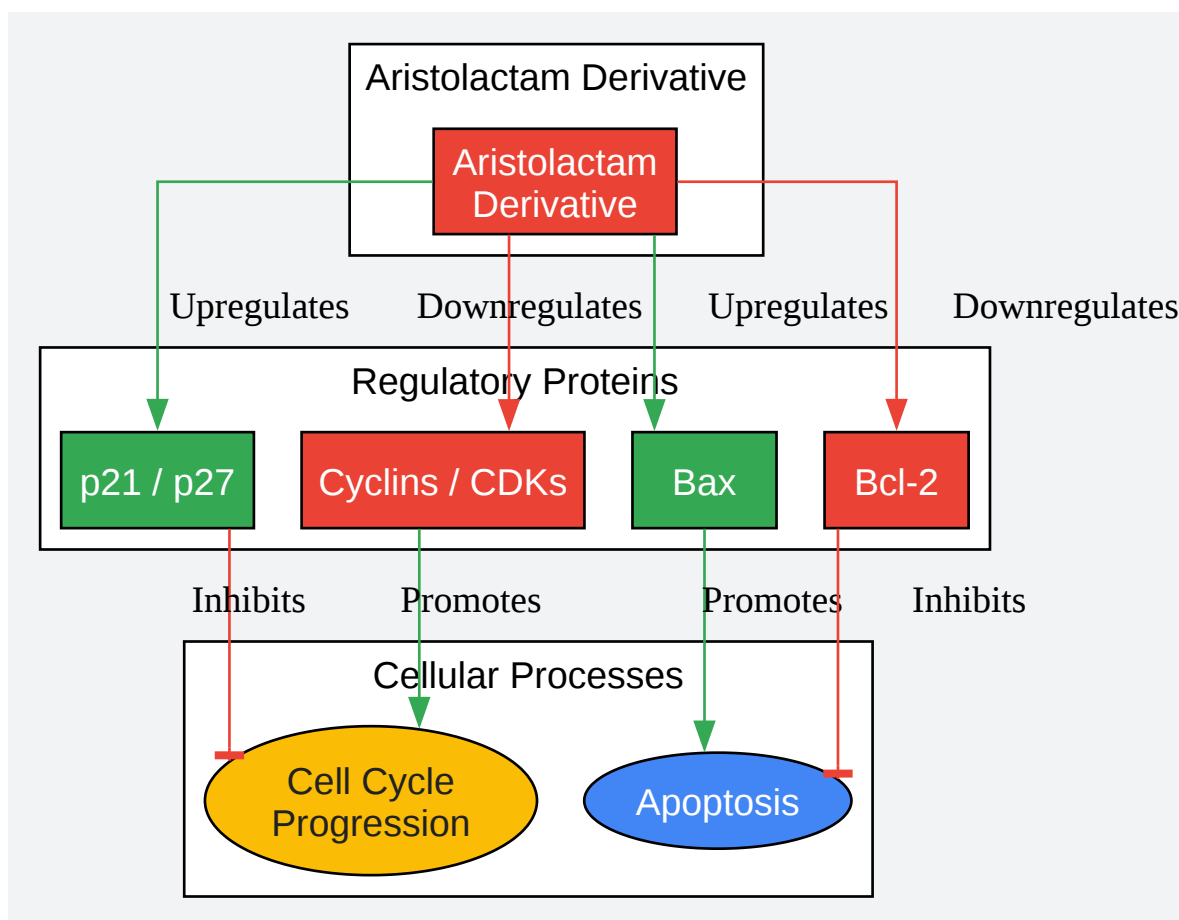 Aristolactam Derivative
Aristolactam
Derivative
Upregulates
Downregulates
Upregulates
Downregulates
Regulatory Proteins
p21 / p27
Cyclins / CDKs
Bax
Bcl-2
Inhibits
Promotes
Promotes
Inhibits
Cellular Processes
Cell Cycle
Progression
Apoptosis